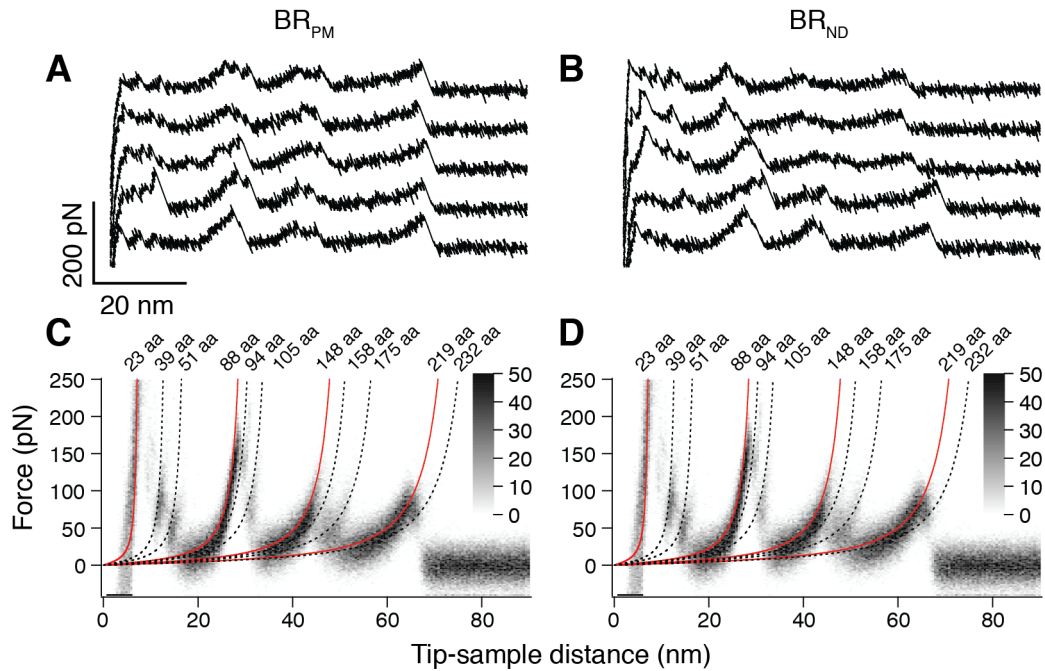 BRPM
BRND
A
B
200 pN
20 nm
C
D
23 aa
39 aa
51 aa
88 aa
94 aa
105 aa
148 aa
158 aa
175 aa
219 aa
232 aa
23 aa
39 aa
51 aa
88 aa
94 aa
105 aa
148 aa
158 aa
175 aa
219 aa
232 aa
Force (pN)
250
200
150
100
50
0
50
40
30
20
10
0
0
20
40
60
80
250
200
150
100
50
0
50
40
30
20
10
0
0
20
40
60
80
Tip-sample distance (nm)